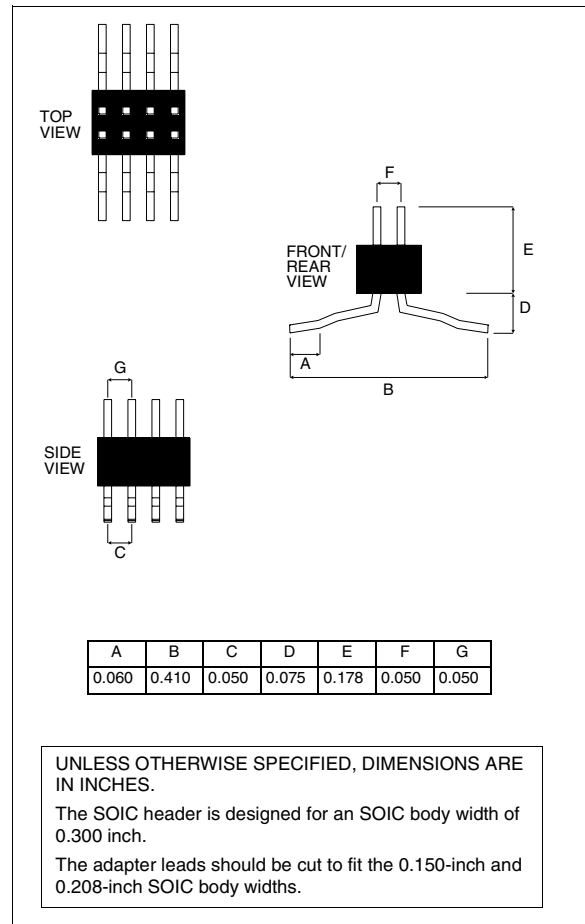 TOP
VIEW
F
FRONT/
REAR
VIEW
E
D
A
B
G
SIDE
VIEW
C
A B C D E F G
0.060 0.410 0.050 0.075 0.178 0.050 0.050
UNLESS OTHERWISE SPECIFIED, DIMENSIONS ARE
IN INCHES.
The SOIC header is designed for an SOIC body width of
0.300 inch.
The adapter leads should be cut to fit the 0.150-inch and
0.208-inch SOIC body widths.